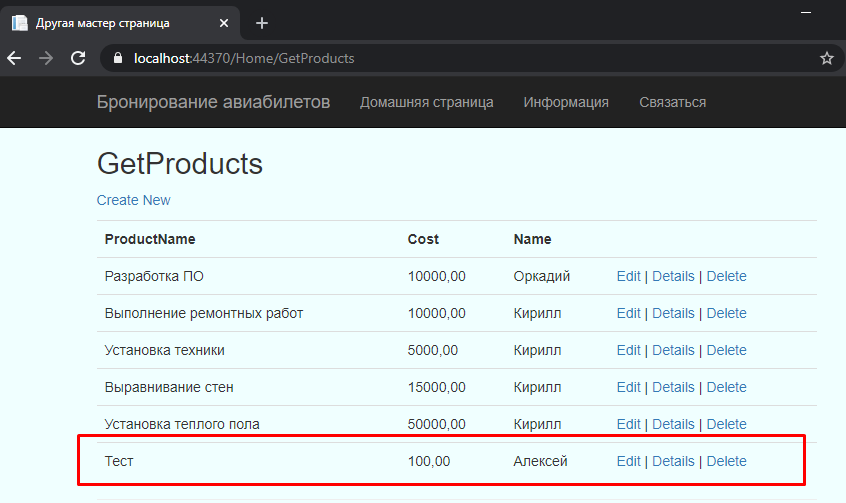 Другая мастер страница
localhost:44370/Home/GetProducts
Бронирование авиабилетов Домашняя страница Информация Связаться
GetProducts
Create New
ProductName Cost Name
Разработка ПО 10000,00 Оркадий Edit | Details | Delete
Выполнение ремонтных работ 10000,00 Кирилл Edit | Details | Delete
Установка техники 5000,00 Кирилл Edit | Details | Delete
Выравнивание стен 15000,00 Кирилл Edit | Details | Delete
Установка теплого пола 50000,00 Кирилл Edit | Details | Delete
Тест 100,00 Алексей Edit | Details | Delete